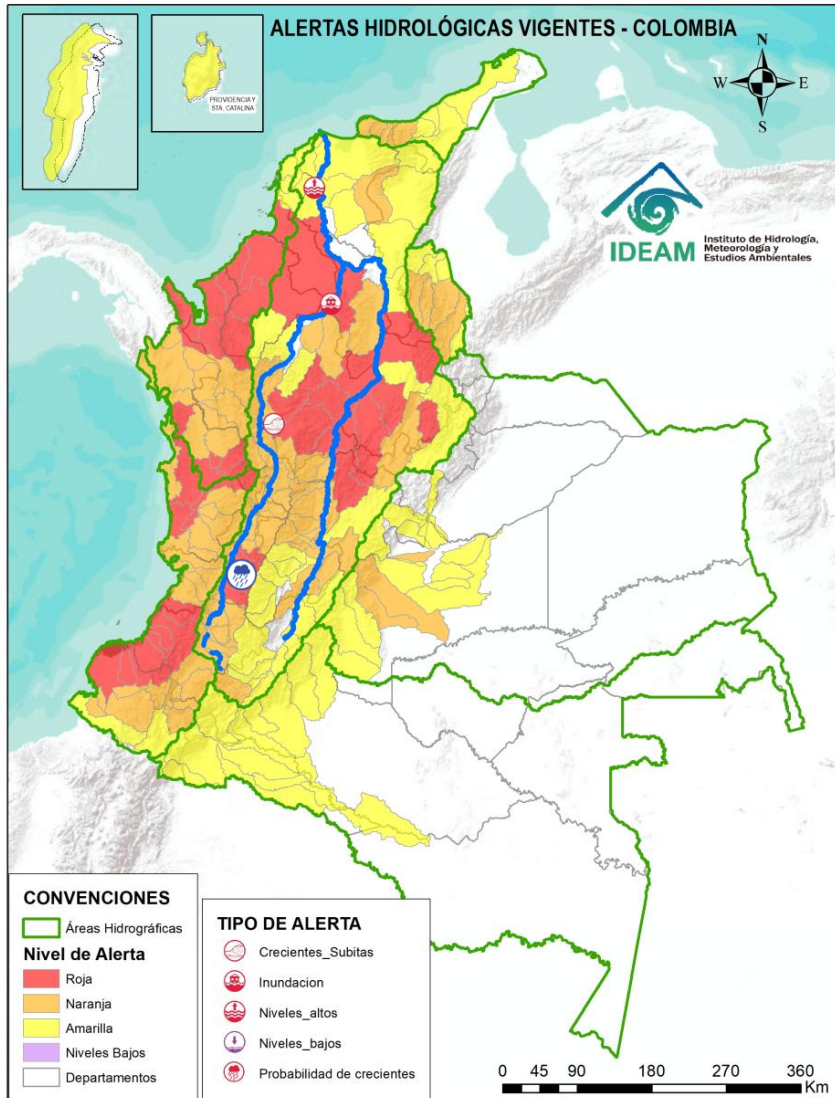 ALERTAS HIDROLÓGICAS VIGENTES - COLOMBIA
PROVIDENCIA Y
STA. CATALINA
N
W
E
S
IDEAM
Instituto de Hidrología,
Meteorología y
Estudios Ambientales
CONVENCIONES
Áreas Hidrográficas
Nivel de Alerta
Roja
Naranja
Amarilla
Niveles Bajos
Departamentos
TIPO DE ALERTA
Crecientes_Subitas
Inundacion
Niveles_altos
Niveles_bajos
Probabilidad de crecientes
0 45 90 180 270 360
Km